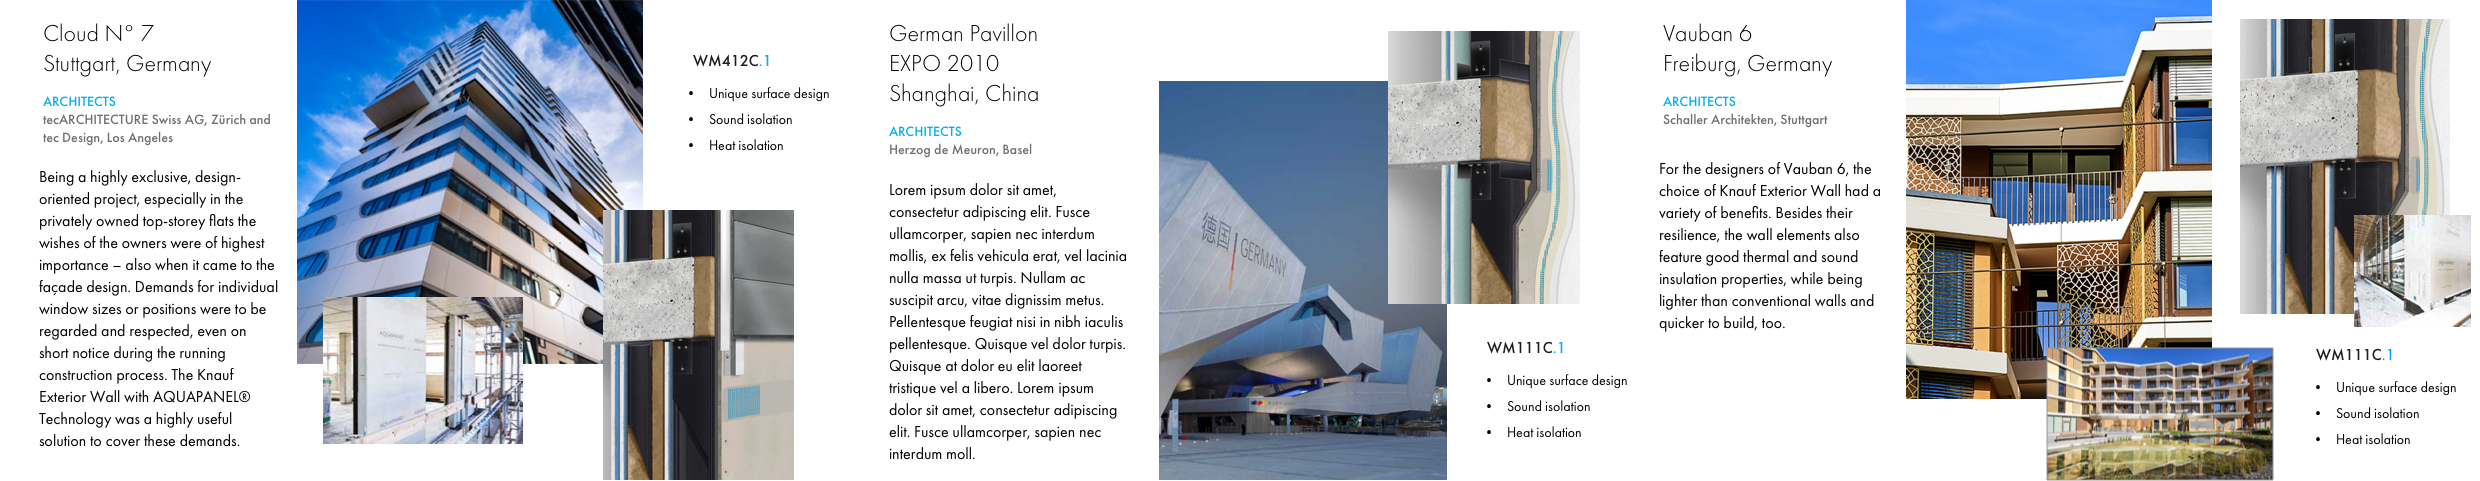 Cloud N° 7
Stuttgart, Germany
ARCHITECTS
tecARCHITECTURE Swiss AG, Zürich and
tec Design, Los Angeles
Being a highly exclusive, design-
oriented project, especially in the
privately owned top-storey flats the
wishes of the owners were of highest
importance – also when it came to the
façade design. Demands for individual
window sizes or positions were to be
regarded and respected, even on
short notice during the running
construction process. The Knauf
Exterior Wall with AQUAPANEL®
Technology was a highly useful
solution to cover these demands.
WM412C.1
• Unique surface design
• Sound isolation
• Heat isolation
German Pavillon
EXPO 2010
Shanghai, China
ARCHITECTS
Herzog de Meuron, Basel
Lorem ipsum dolor sit amet,
consectetur adipiscing elit. Fusce
ullamcorper, sapien nec interdum
mollis, ex felis vehicula erat, vel lacinia
nulla massa ut turpis. Nullam ac
suscipit arcu, vitae dignissim metus.
Pellentesque feugiat nisi in nibh iaculis
pellentesque. Quisque vel dolor turpis.
Quisque at dolor eu elit laoreet
tristique vel a libero. Lorem ipsum
dolor sit amet, consectetur adipiscing
elit. Fusce ullamcorper, sapien nec
interdum moll.
德国 | GERMANY
WM111C.1
• Unique surface design
• Sound isolation
• Heat isolation
Vauban 6
Freiburg, Germany
ARCHITECTS
Schaller Architekten, Stuttgart
For the designers of Vauban 6, the
choice of Knauf Exterior Wall had a
variety of benefits. Besides their
resilience, the wall elements also
feature good thermal and sound
insulation properties, while being
lighter than conventional walls and
quicker to build, too.
WM111C.1
• Unique surface design
• Sound isolation
• Heat isolation